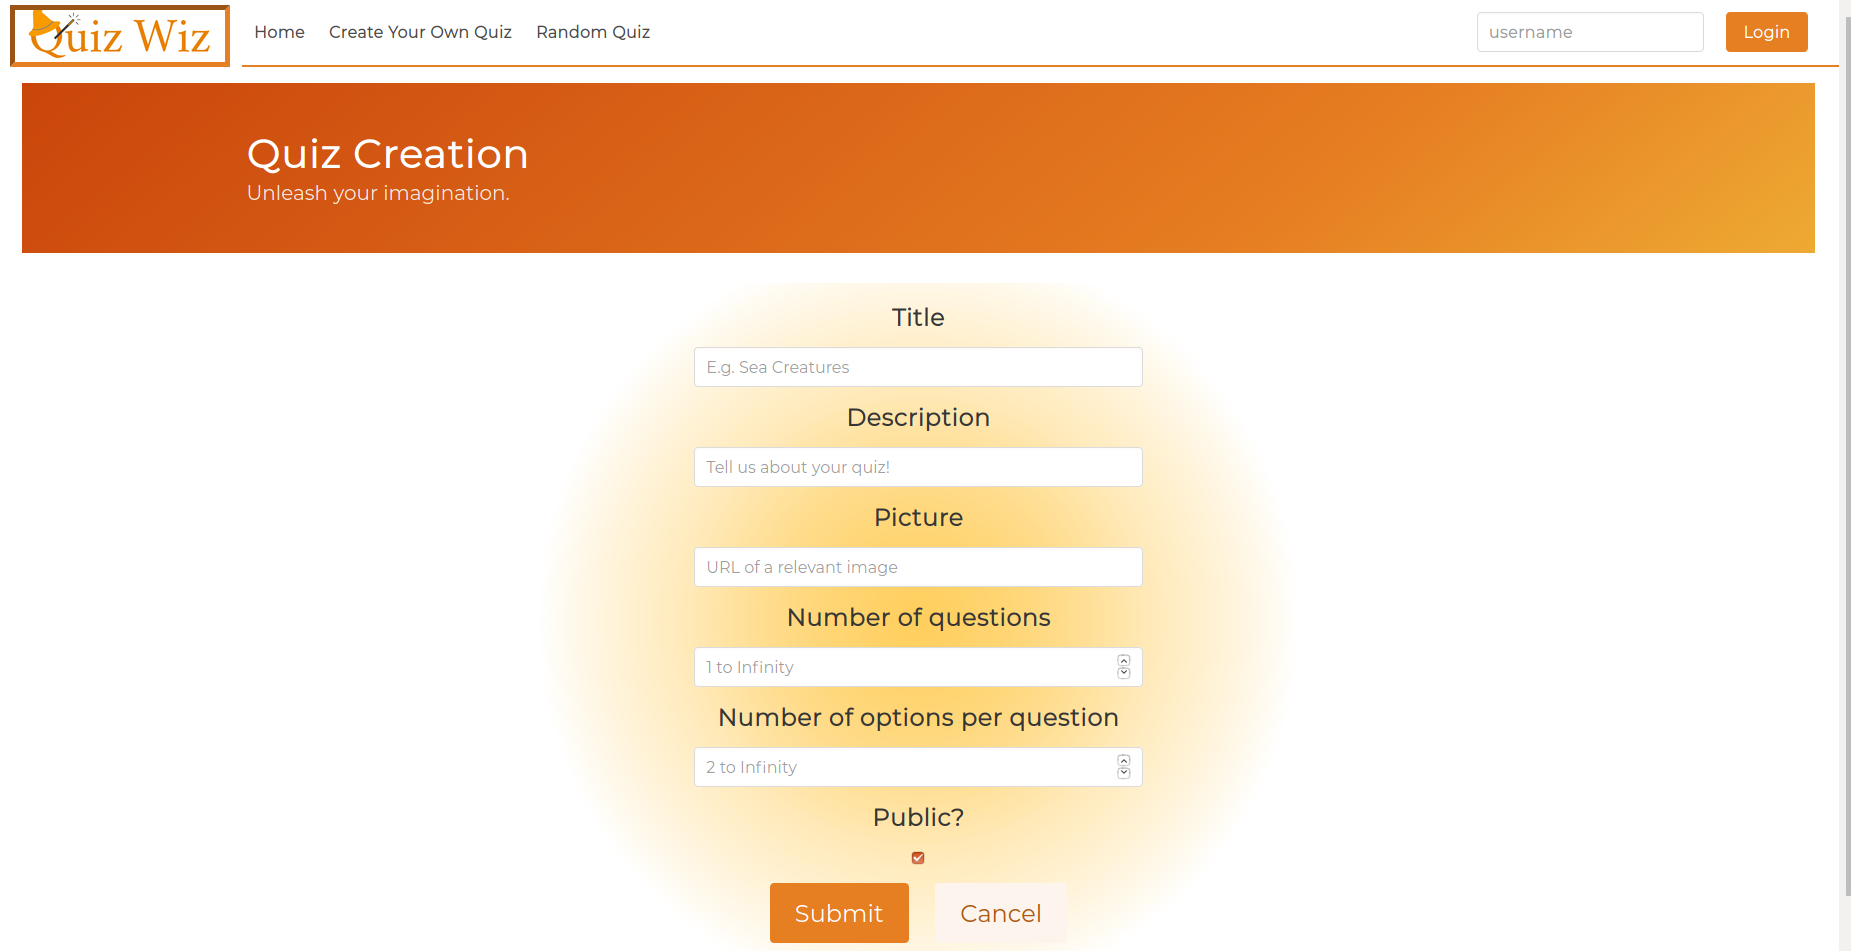 Quiz Wiz
Home Create Your Own Quiz Random Quiz username Login
Quiz Creation
Unleash your imagination.
Title
E.g. Sea Creatures
Description
Tell us about your quiz!
Picture
URL of a relevant image
Number of questions
1 to Infinity
Number of options per question
2 to Infinity
Public?
Submit Cancel